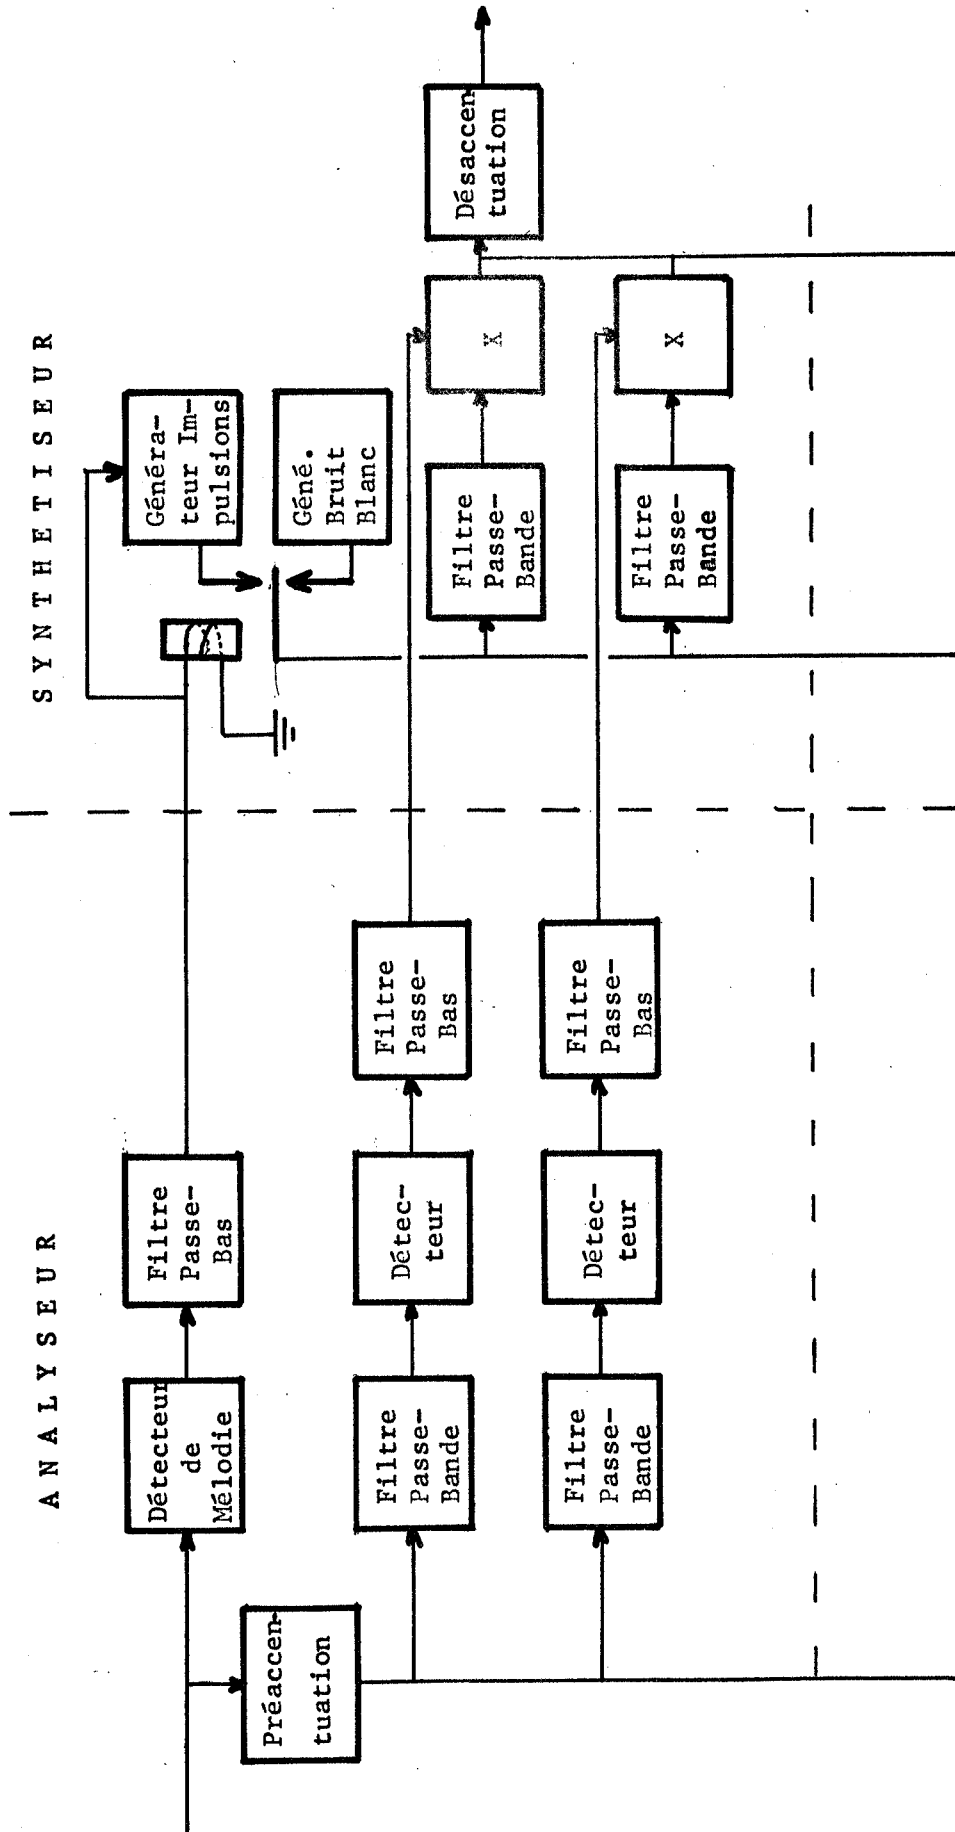 ANALYSEUR
SYNTHETISEUR
Détecteur
de
Mélodie
Filtre
Passe-
Bas
Généra-
teur Im-
pulsions
Géné.
Bruit
Blanc
Préaccen-
tuation
Filtre
Passe-
Bande
Détec-
teur
Filtre
Passe-
Bas
Filtre
Passe-
Bande
X
Désaccen-
tuation
Filtre
Passe-
Bande
Détec-
teur
Filtre
Passe-
Bas
Filtre
Passe-
Bande
X